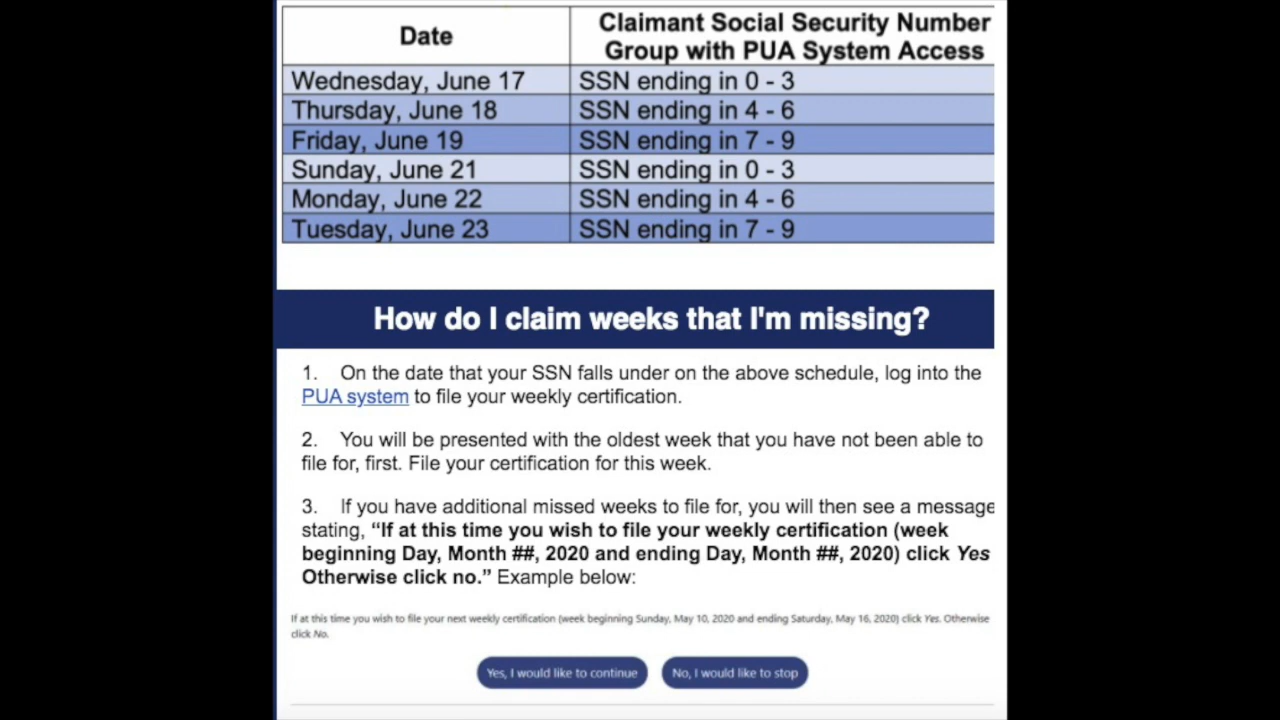 Date
Claimant Social Security Number
Group with PUA System Access
Wednesday, June 17 SSN ending in 0 - 3
Thursday, June 18 SSN ending in 4 - 6
Friday, June 19 SSN ending in 7 - 9
Sunday, June 21 SSN ending in 0 - 3
Monday, June 22 SSN ending in 4 - 6
Tuesday, June 23 SSN ending in 7 - 9
How do I claim weeks that I'm missing?
1. On the date that your SSN falls under on the above schedule, log into the
PUA system to file your weekly certification.
2. You will be presented with the oldest week that you have not been able to
file for, first. File your certification for this week.
3. If you have additional missed weeks to file for, you will then see a message
stating, “If at this time you wish to file your weekly certification (week
beginning Day, Month ##, 2020 and ending Day, Month ##, 2020) click Yes
Otherwise click no.” Example below:
If at this time you wish to file your next weekly certification (week beginning Sunday, May 10, 2020 and ending Saturday, May 16, 2020) click Yes. Otherwise
click No.
Yes, I would like to continue No, I would like to stop